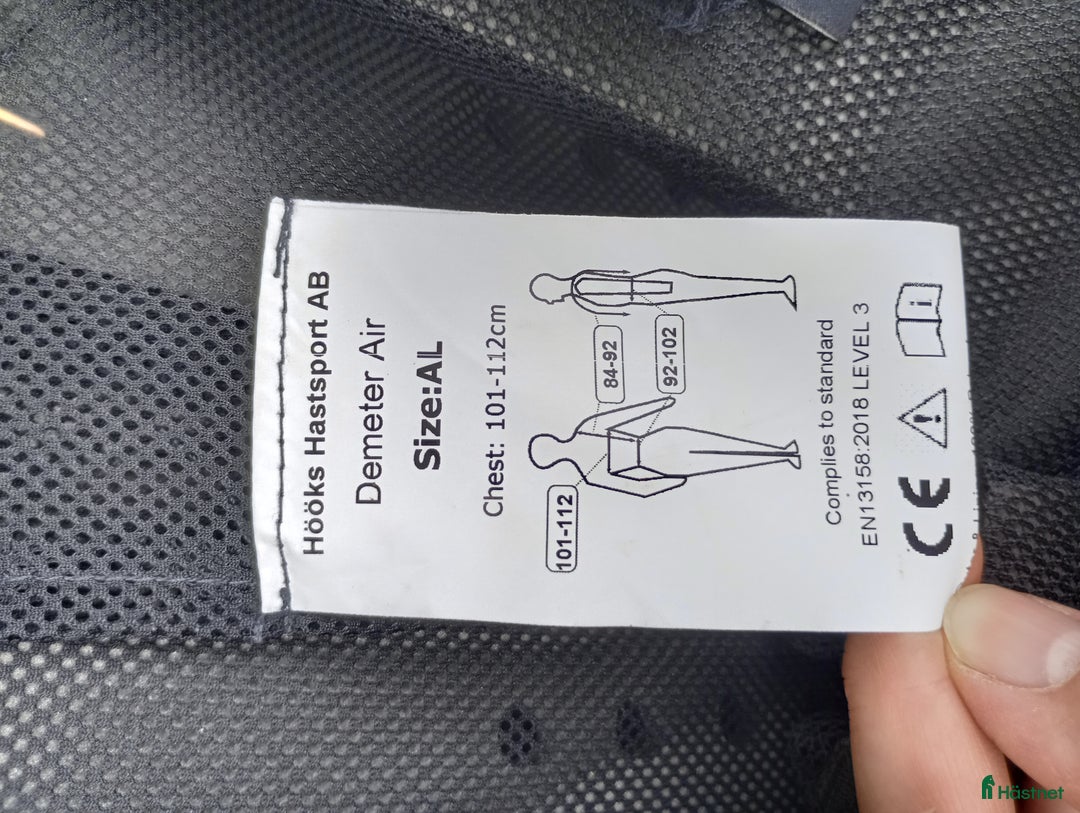 Hööks Hastsport AB
Demeter Air
Size:AL
Chest: 101-112cm
101-112
84-92
92-102
Complies to standard
EN13158:2018 LEVEL 3
CE
Hästnet